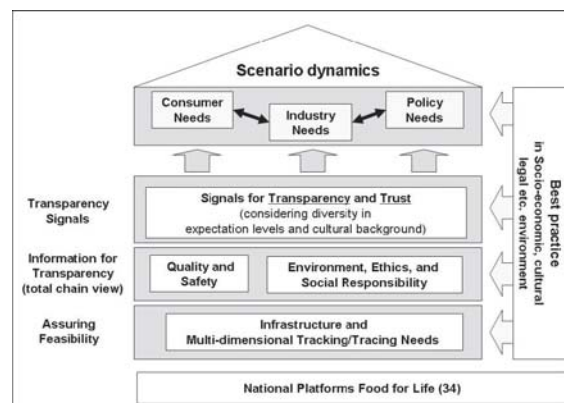 Scenario dynamics
Consumer
Needs
Industry
Needs
Policy
Needs
Transparency
Signals
Signals for Transparency and Trust
(considering diversity in
expectation levels and cultural background)
Information for
Transparency
(total chain view)
Quality and
Safety
Environment, Ethics, and
Social Responsibility
Assuring
Feasibility
Infrastructure and
Multi-dimensional Tracking/Tracing Needs
National Platforms Food for Life (34)
Best practice
in Socio-economic, cultural
legal etc. environment